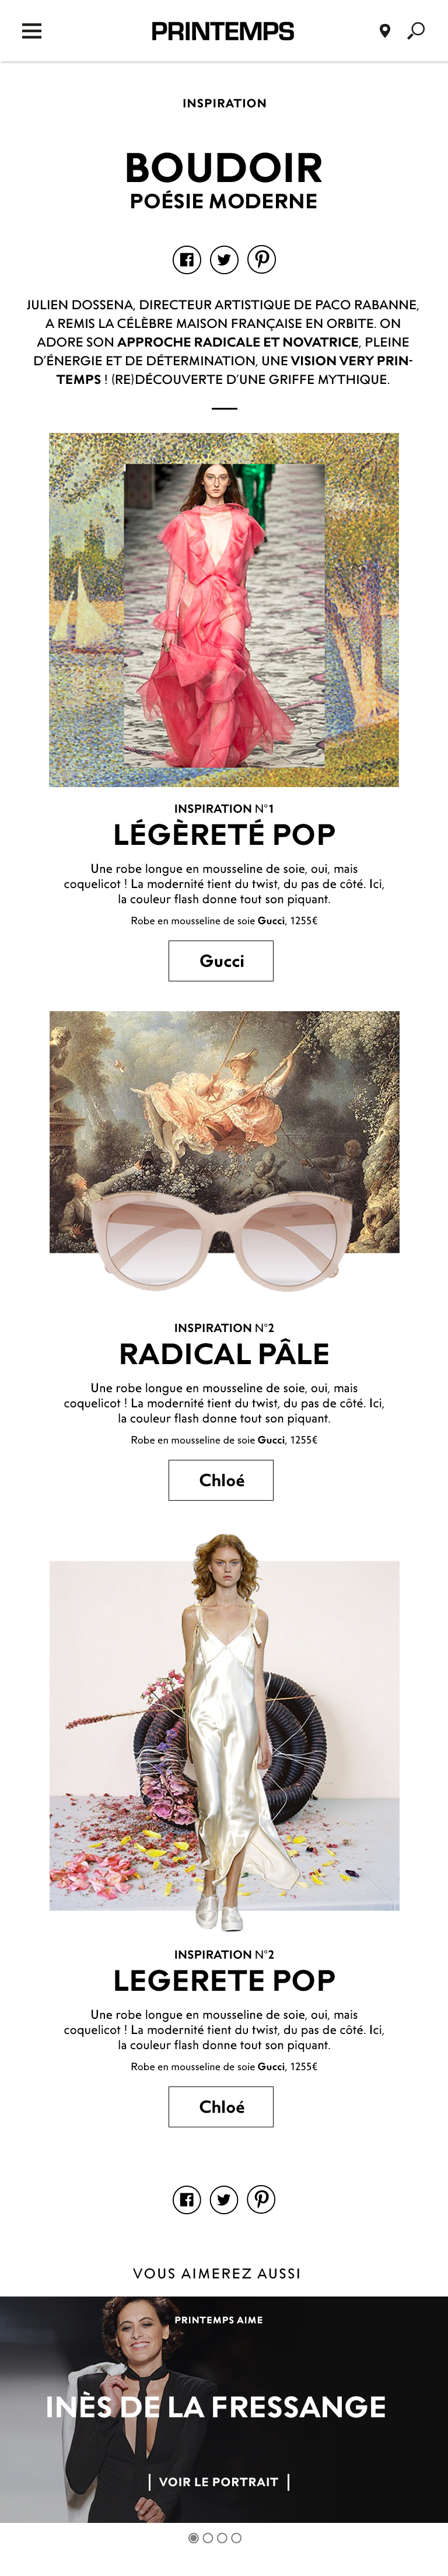 PRINTEMPS
INSPIRATION
BOUDOIR
POÉSIE MODERNE
JULIEN DOSSENA, DIRECTEUR ARTISTIQUE DE PACO RABANNE,
A REMIS LA CÉLÈBRE MAISON FRANÇAISE EN ORBITE. ON
ADORE SON APPROCHE RADICALE ET NOVATRICE, PLEINE
D'ÉNERGIE ET DE DÉTERMINATION, UNE VISION VERY PRIN-
TEMPS ! (RE)DÉCOUVERTE D'UNE GRIFFE MYTHIQUE.
INSPIRATION N°1
LÉGÈRETÉ POP
Une robe longue en mousseline de soie, oui, mais
coquelicot ! La modernité tient du twist, du pas de côté. Ici,
la couleur flash donne tout son piquant.
Robe en mousseline de soie Gucci, 1255€
Gucci
INSPIRATION N°2
RADICAL PÂLE
Une robe longue en mousseline de soie, oui, mais
coquelicot ! La modernité tient du twist, du pas de côté. Ici,
la couleur flash donne tout son piquant.
Robe en mousseline de soie Gucci, 1255€
Chloé
INSPIRATION N°2
LEGERETE POP
Une robe longue en mousseline de soie, oui, mais
coquelicot ! La modernité tient du twist, du pas de côté. Ici,
la couleur flash donne tout son piquant.
Robe en mousseline de soie Gucci, 1255€
Chloé
VOUS AIMEREZ AUSSI
PRINTEMPS AIME
INÈS DE LA FRESSANGE
VOIR LE PORTRAIT